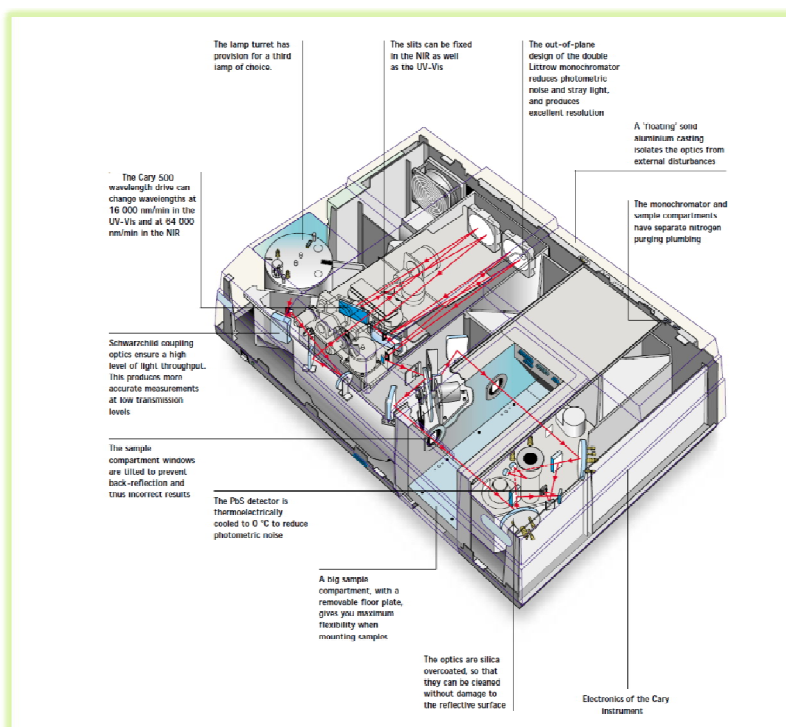 The lamp turret has
provision for a third
lamp of choice.
The slits can be fixed
in the NIR as well
as the UV-Vis
The out-of-plane
design of the double
Littrow monochromator
reduces photometric
noise and stray light,
and produces
excellent resolution
A 'floating' solid
aluminium casting
isolates the optics from
external disturbances
The Cary 500
wavelength drive can
change wavelengths at
16 000 nm/min in the
UV-Vis and at 64 000
nm/min in the NIR
The monochromator and
sample compartments
have separate nitrogen
purging plumbing
Schwarzchild coupling
optics ensure a high
level of light throughput.
This produces more
accurate measurements
at low transmission
levels
The sample
compartment windows
are tilted to prevent
back-reflection and
thus incorrect results
The PbS detector is
thermoelectrically
cooled to 0 °C to reduce
photometric noise
A big sample
compartment, with a
removable floor plate,
gives you maximum
flexibility when
mounting samples
The optics are silica
overcoated, so that
they can be cleaned
without damage to
the reflective surface
Electronics of the Cary
instrument